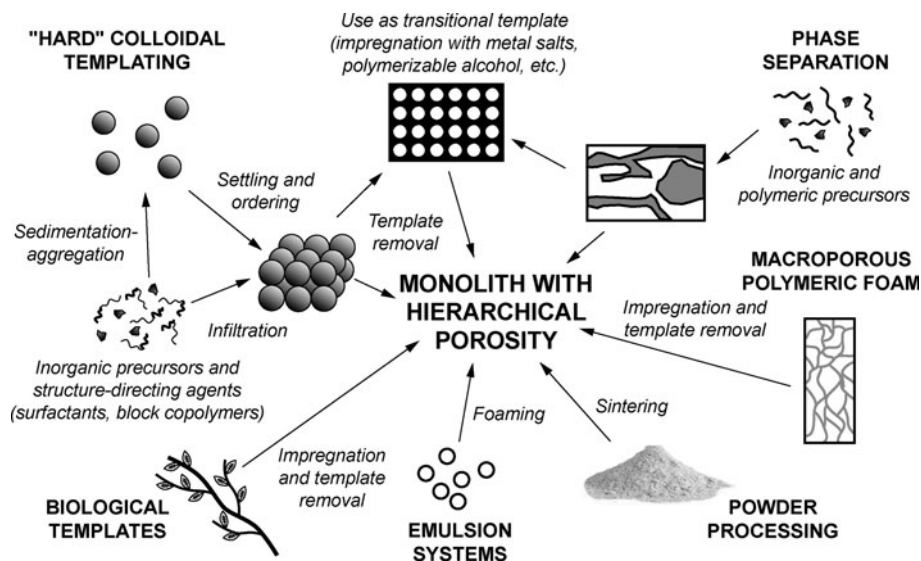 "HARD" COLLOIDAL
TEMPLATING
Use as transitional template
(impregnation with metal salts,
polymerizable alcohol, etc.)
PHASE
SEPARATION
Settling and
ordering
Inorganic and
polymeric precursors
Sedimentation-
aggregation
Template
removal
MACROPOROUS
POLYMERIC FOAM
MONOLITH WITH
HIERARCHICAL
POROSITY
Impregnation and
template removal
Infiltration
Inorganic precursors and
structure-directing agents
(surfactants, block copolymers)
Foaming
Sintering
Impregnation
and template
removal
BIOLOGICAL
TEMPLATES
EMULSION
SYSTEMS
POWDER
PROCESSING